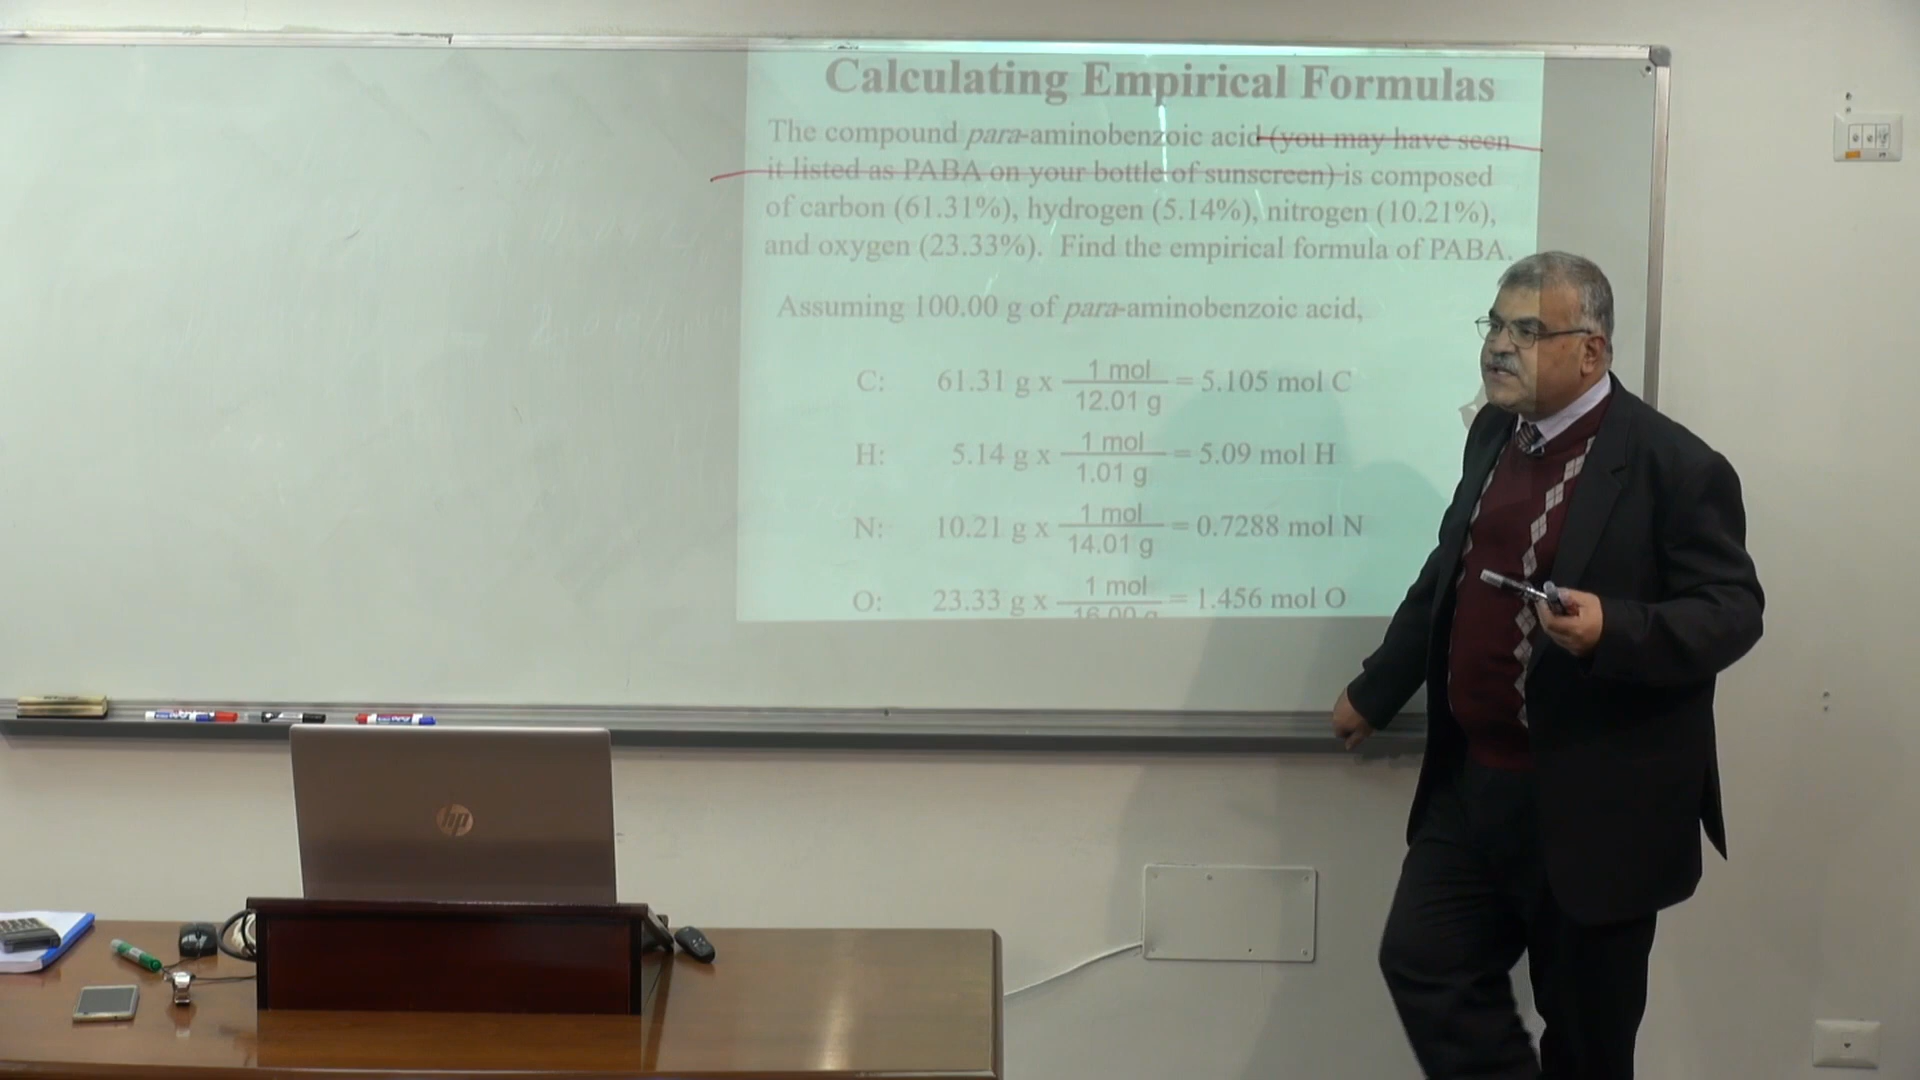 Calculating Empirical Formulas
The compound para-aminobenzoic acid (you may have seen
it listed as PABA on your bottle of sunscreen) is composed
of carbon (61.31%), hydrogen (5.14%), nitrogen (10.21%),
and oxygen (23.33%). Find the empirical formula of PABA.
Assuming 100.00 g of para-aminobenzoic acid,
C: 61.31 g x 1 mol / 12.01 g = 5.105 mol C
H: 5.14 g x 1 mol / 1.01 g = 5.09 mol H
N: 10.21 g x 1 mol / 14.01 g = 0.7288 mol N
O: 23.33 g x 1 mol / 16.00 g = 1.456 mol O
hp